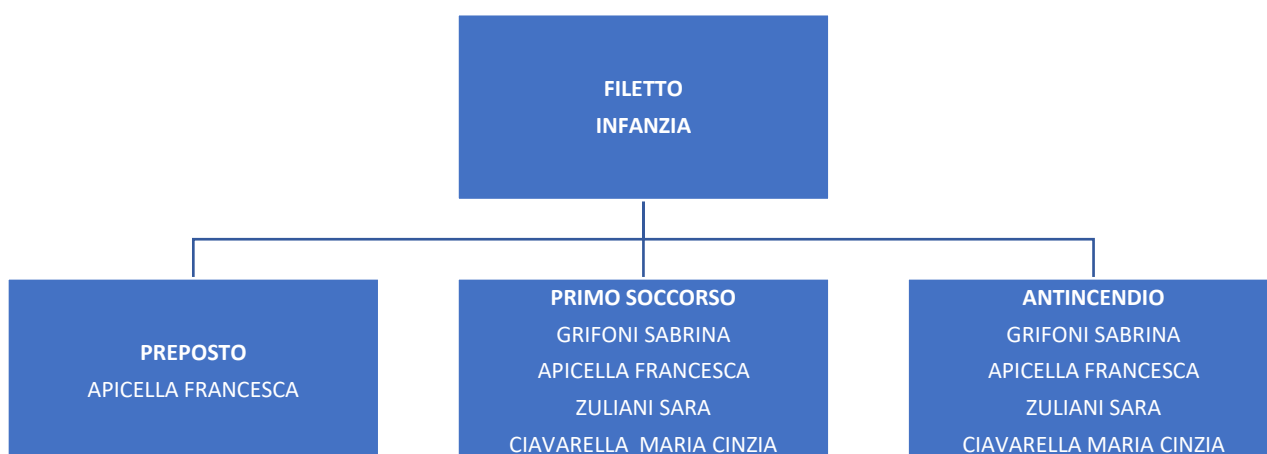 FILETTO
INFANZIA
PREPOSTO
APICELLA FRANCESCA
PRIMO SOCCORSO
GRIFONI SABRINA
APICELLA FRANCESCA
ZULIANI SARA
CIAVARELLA  MARIA CINZIA
ANTINCENDIO
GRIFONI SABRINA
APICELLA FRANCESCA
ZULIANI SARA
CIAVARELLA MARIA CINZIA